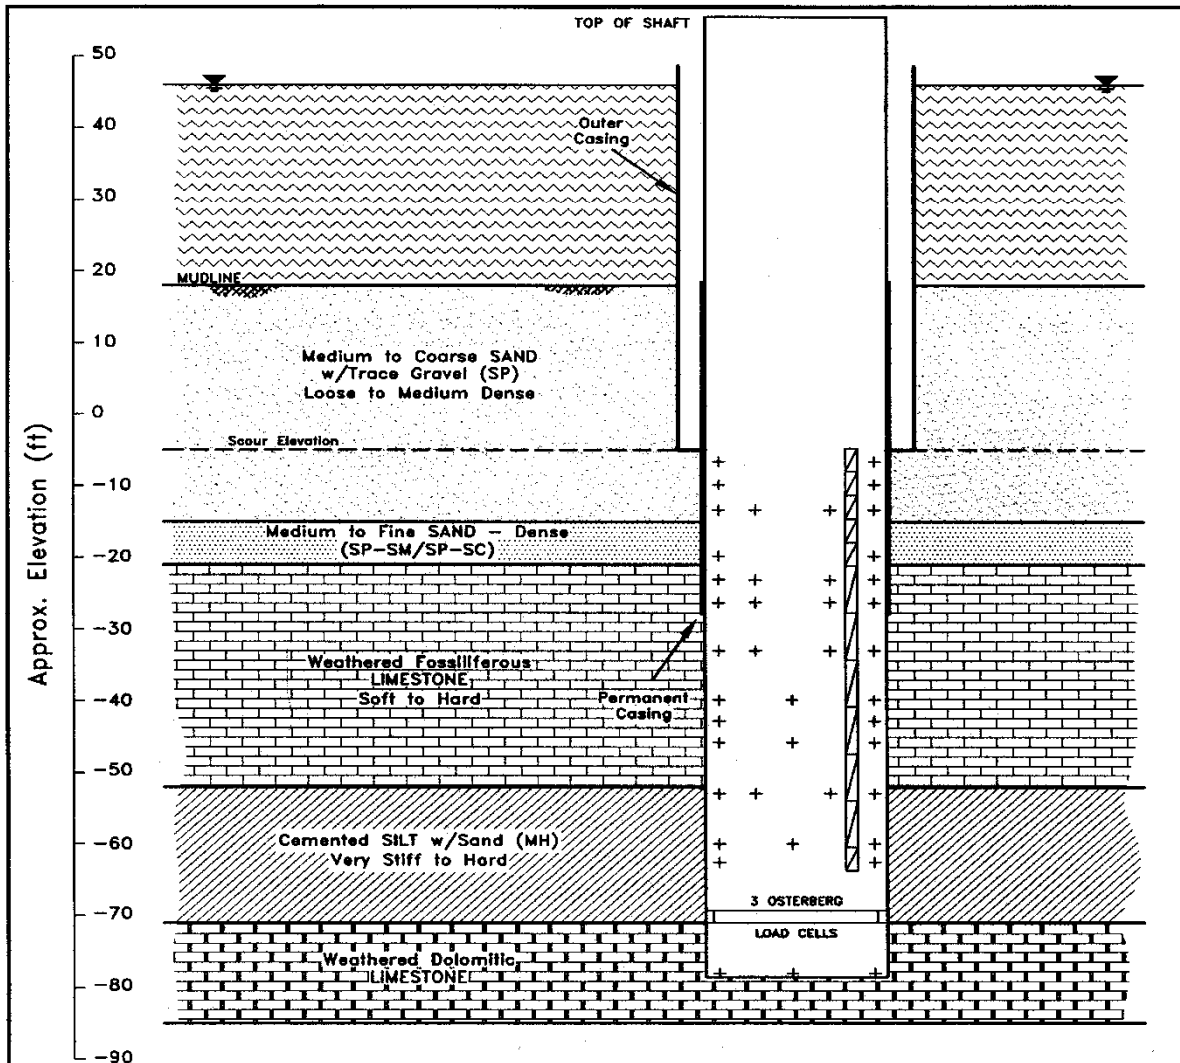 TOP OF SHAFT
50
40
30
20
10
0
-10
-20
-30
-40
-50
-60
-70
-80
-90
Approx. Elevation (ft)
Outer
Casing
MUDLINE
Medium to Coarse SAND
w/Trace Gravel (SP)
Loose to Medium Dense
Scour Elevation
Medium to Fine SAND – Dense
(SP-SM/SP-SC)
Weathered Fossiliferous
LIMESTONE
Soft to Hard
Permanent
Casing
Cemented SILT w/Sand (MH)
Very Stiff to Hard
3 OSTERBERG
LOAD CELLS
Weathered Dolomitic
LIMESTONE